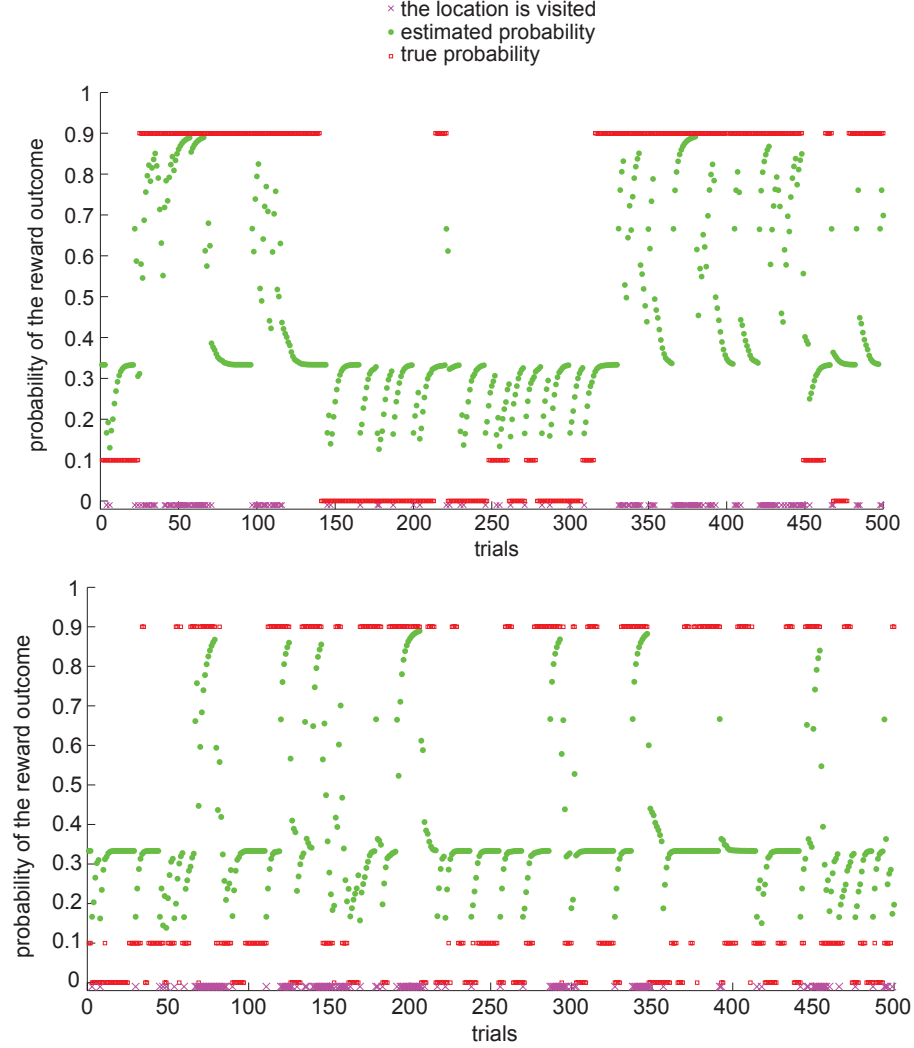 the location is visited
estimated probability
true probability
probability of the reward outcome
1
0.9
0.8
0.7
0.6
0.5
0.4
0.3
0.2
0.1
0
0 50 100 150 200 250 300 350 400 450 500
trials
probability of the reward outcome
1
0.9
0.8
0.7
0.6
0.5
0.4
0.3
0.2
0.1
0
0 50 100 150 200 250 300 350 400 450 500
trials